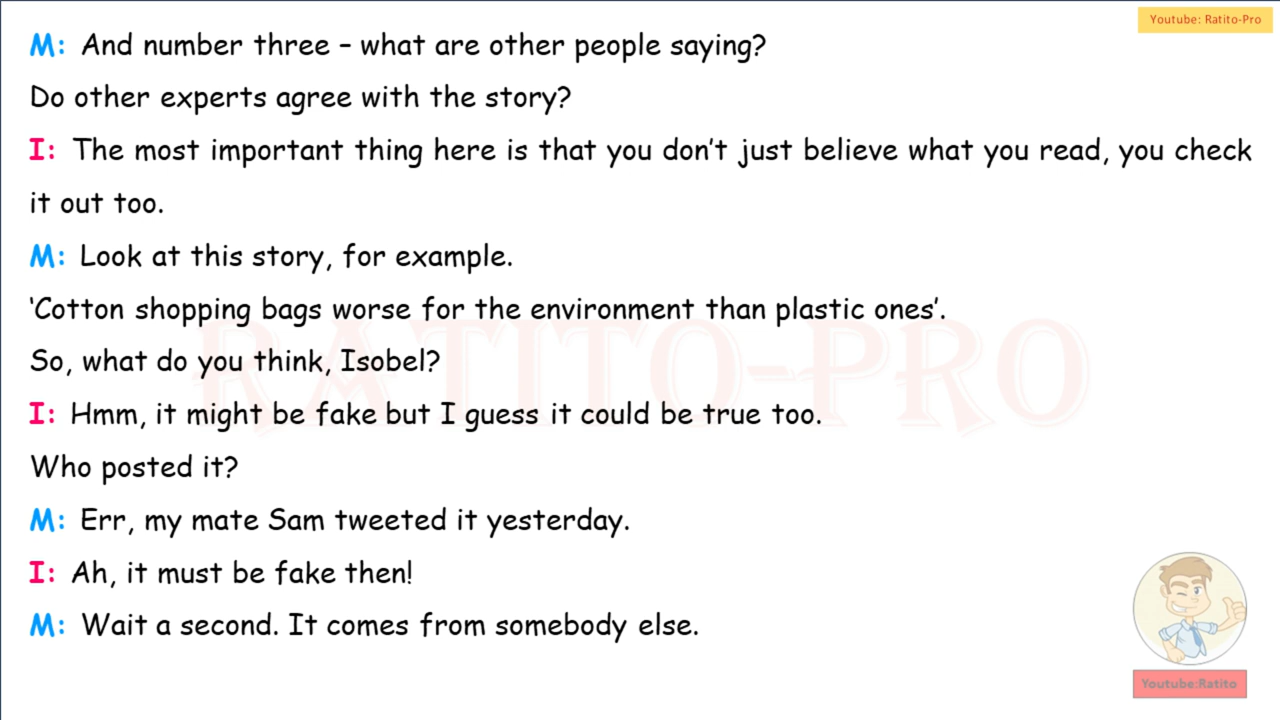 Youtube: Ratito-Pro
M: And number three – what are other people saying?
Do other experts agree with the story?
I: The most important thing here is that you don't just believe what you read, you check
it out too.
M: Look at this story, for example.
'Cotton shopping bags worse for the environment than plastic ones'.
So, what do you think, Isobel?
RATITO-PRO
I: Hmm, it might be fake but I guess it could be true too.
Who posted it?
M: Err, my mate Sam tweeted it yesterday.
I: Ah, it must be fake then!
M: Wait a second. It comes from somebody else.
Youtube:Ratito